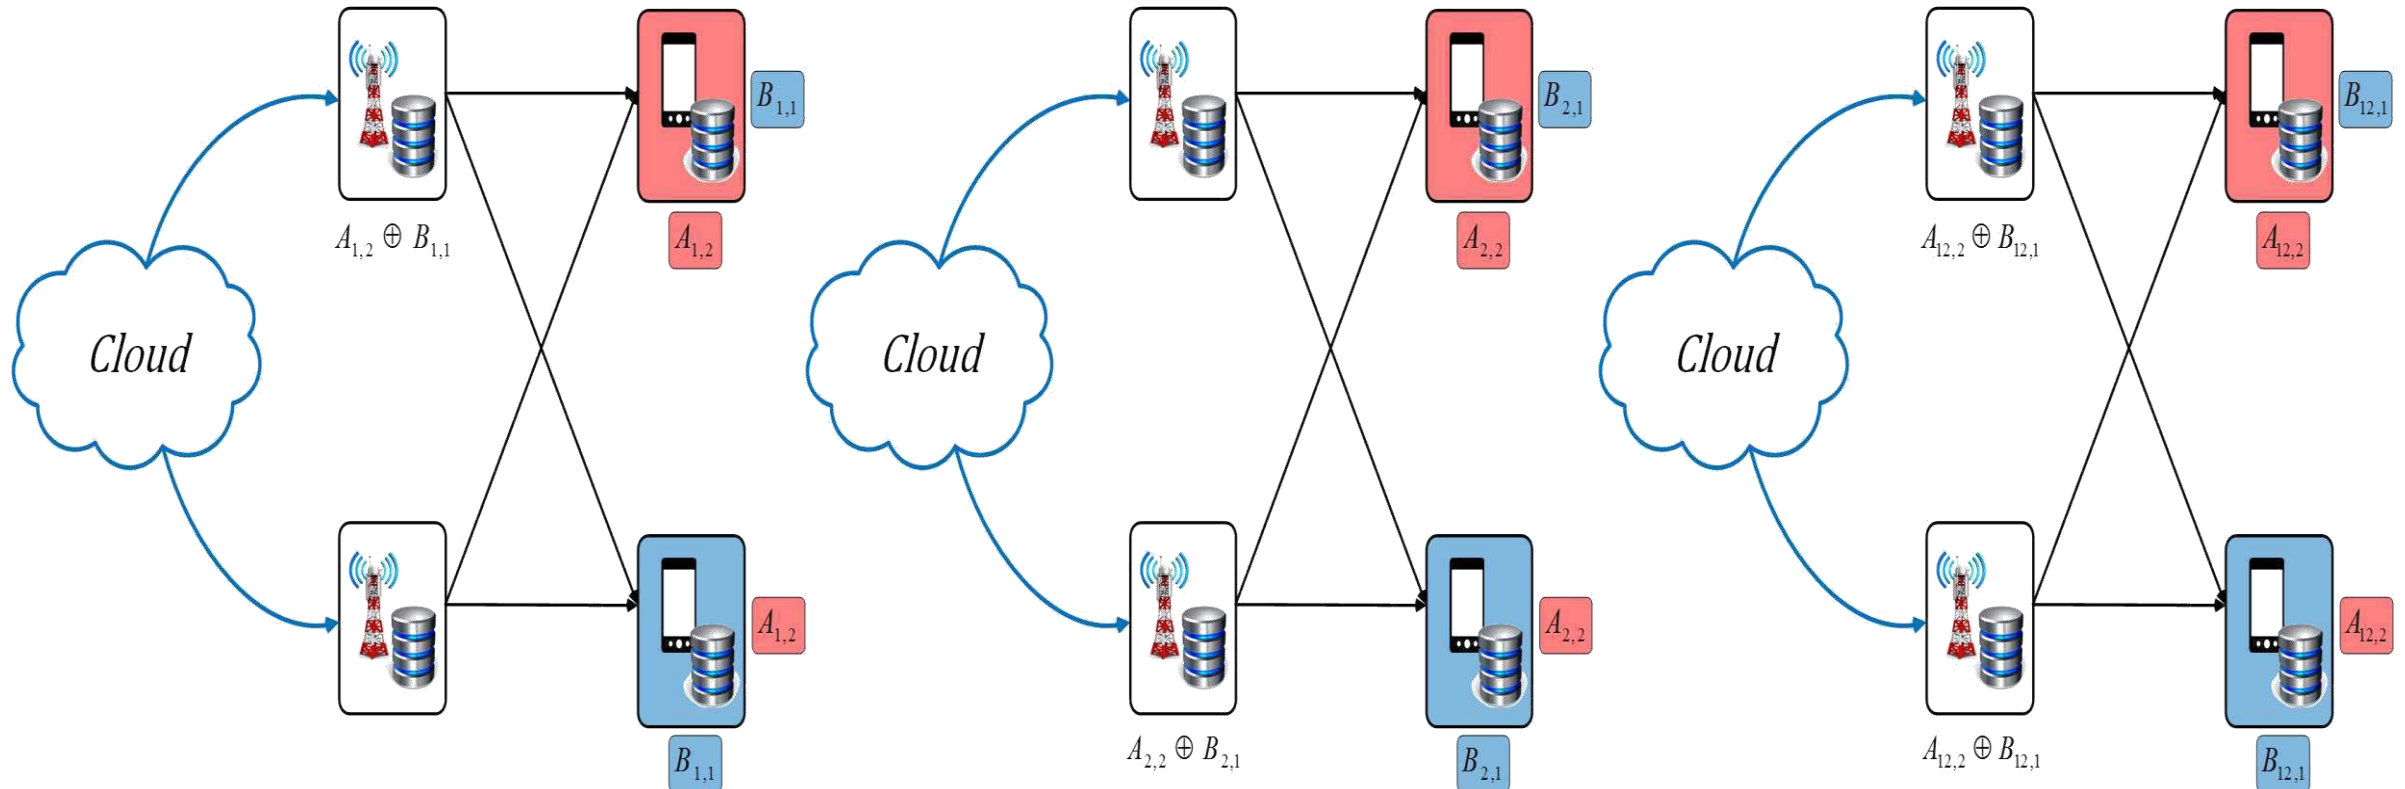 B₁,₁
A₁,₂ ⊕ B₁,₁
A₁,₂
Cloud
A₁,₂
B₁,₁
B₂,₁
A₂,₂
Cloud
A₂,₂
A₂,₂ ⊕ B₂,₁
B₂,₁
B₁₂,₁
A₁₂,₂ ⊕ B₁₂,₁
A₁₂,₂
Cloud
A₁₂,₂
A₁₂,₂ ⊕ B₁₂,₁
B₁₂,₁